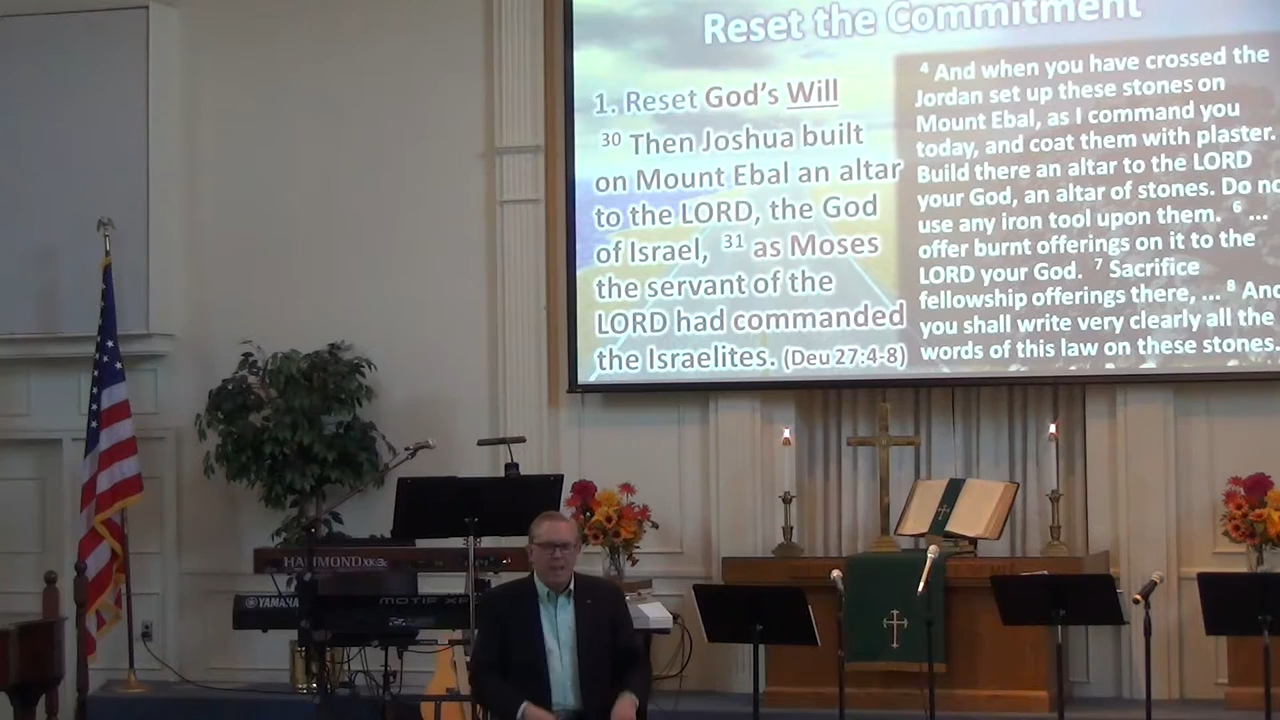 Reset the Commitment
1. Reset God's Will
30 Then Joshua built
on Mount Ebal an altar
to the LORD, the God
of Israel, 31 as Moses
the servant of the
LORD had commanded
the Israelites. (Deu 27:4-8)
4 And when you have crossed the
Jordan set up these stones on
Mount Ebal, as I command you
today, and coat them with plaster.
Build there an altar to the LORD
your God, an altar of stones. Do no
use any iron tool upon them. 6 ...
offer burnt offerings on it to the
LORD your God. 7 Sacrifice
fellowship offerings there, ... 8 And
you shall write very clearly all the
words of this law on these stones.
HAMMOND XK-3c
YAMAHA
MOTIF XF